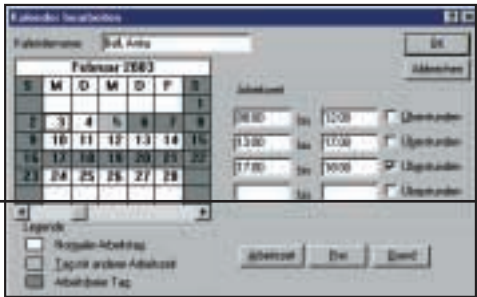 Kalender bearbeiten
Kalendername: Ball, Anita
OK
Abbrechen
Februar 2003
S M D M D F S
1
2 3 4 5 6 7 8
9 10 11 12 13 14 15
16 17 18 19 20 21 22
23 24 25 26 27 28
Arbeitszeit
08:00 bis 12:00 Überstunden
13:00 bis 17:00 Überstunden
17:00 bis 18:00 Überstunden
bis Überstunden
Legende
Normaler Arbeitstag
Tag mit anderer Arbeitszeit
Arbeitsfreier Tag
Arbeitszeit Frei